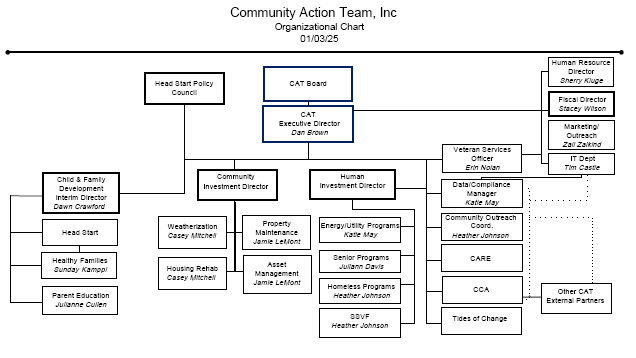 Community Action Team, Inc
Organizational Chart
01/03/25
Head Start Policy
Council
CAT Board
CAT
Executive Director
Dan Brown
Human Resource
Director
Sherry Kluge
Fiscal Director
Stacey Wilson
Marketing/
Outreach
Zail Zalkind
IT Dept
Tim Castle
Veteran Services
Officer
Erin Nolan
Child & Family
Development
Interim Director
Dawn Crawford
Community
Investment Director
Human
Investment Director
Data/Compliance
Manager
Katie May
Head Start
Weatherization
Casey Mitchell
Property
Maintenance
Jamie LeMont
Energy/Utility Programs
Katie May
Community Outreach
Coord.
Heather Johnson
Healthy Families
Sunday Kamppi
Housing Rehab
Casey Mitchell
Asset
Management
Jamie LeMont
Senior Programs
Juliann Davis
CARE
Parent Education
Julianne Cullen
Homeless Programs
Heather Johnson
CCA
Other CAT
External Partners
SSVF
Heather Johnson
Tides of Change